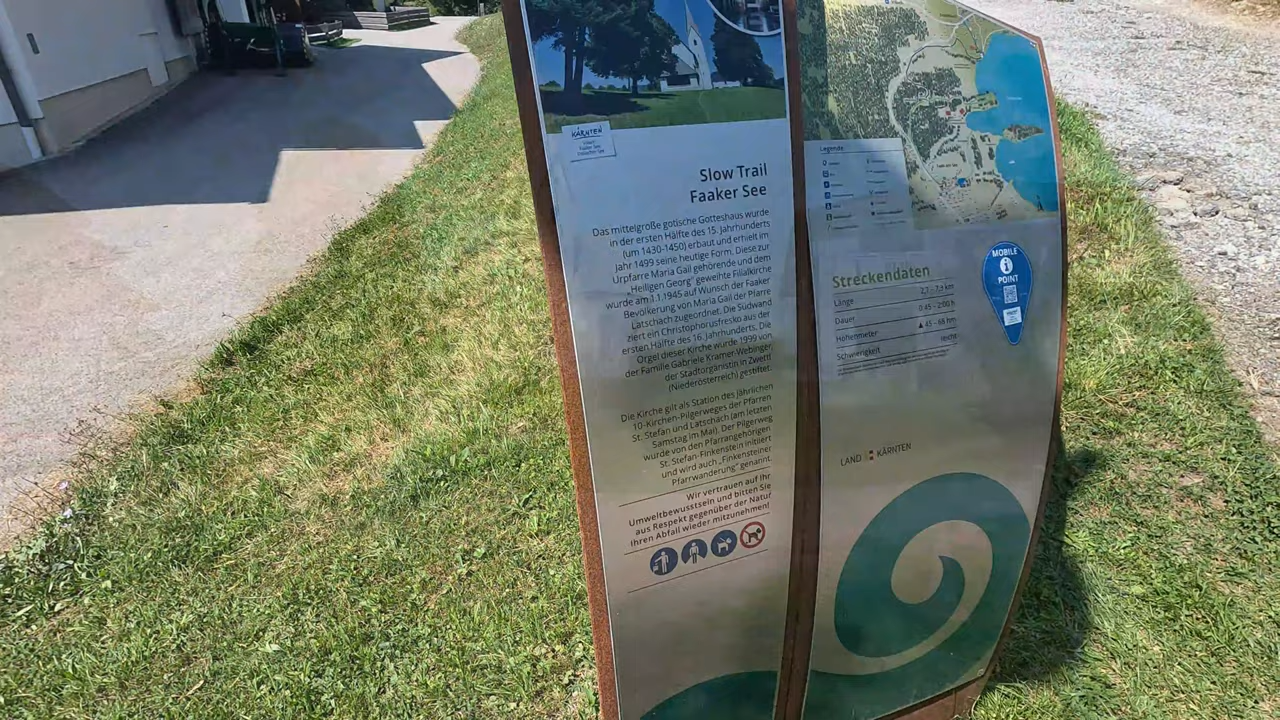 KÄRNTEN
Slow Trail
Faaker See
Das mittelgroße gotische Gotteshaus wurde
in der ersten Hälfte des 15. Jahrhunderts
(um 1430-1450) erbaut und erhielt im
Jahr 1499 seine heutige Form. Diese zur
Urpfarre Maria Gail gehörende und dem
„Heiligen Georg“ geweihte Filialkirche
wurde am 1.1.1945 auf Wunsch der Faaker
Bevölkerung von Maria Gail der Pfarre
Latschach zugeordnet. Die Südwand
ziert ein Christophorusfresko aus der
ersten Hälfte des 16. Jahrhunderts. Die
Orgel dieser Kirche wurde 1999 von
der Familie Gabriele Kramer-Webinger,
der Stadtorganistin in Zwettl
(Niederösterreich) gestiftet.
Die Kirche gilt als Station des jährlichen
10-Kirchen-Pilgerweges der Pfarren
St. Stefan und Latschach (am letzten
Samstag im Mai). Der Pilgerweg
wurde von den Pfarrangehörigen
St. Stefan-Finkenstein initiiert
und wird auch „Finkensteiner
Pfarrwanderung“ genannt.
Wir vertrauen auf Ihr
Umweltbewusstsein und bitten Sie
aus Respekt gegenüber der Natur
Ihren Abfall wieder mitzunehmen!
Legende
MOBILE
POINT
Streckendaten
Länge
Dauer 0:45 - 2:00 h
Höhenmeter ▲ 45 - 66 hm
Schwierigkeit leicht
LAND KÄRNTEN